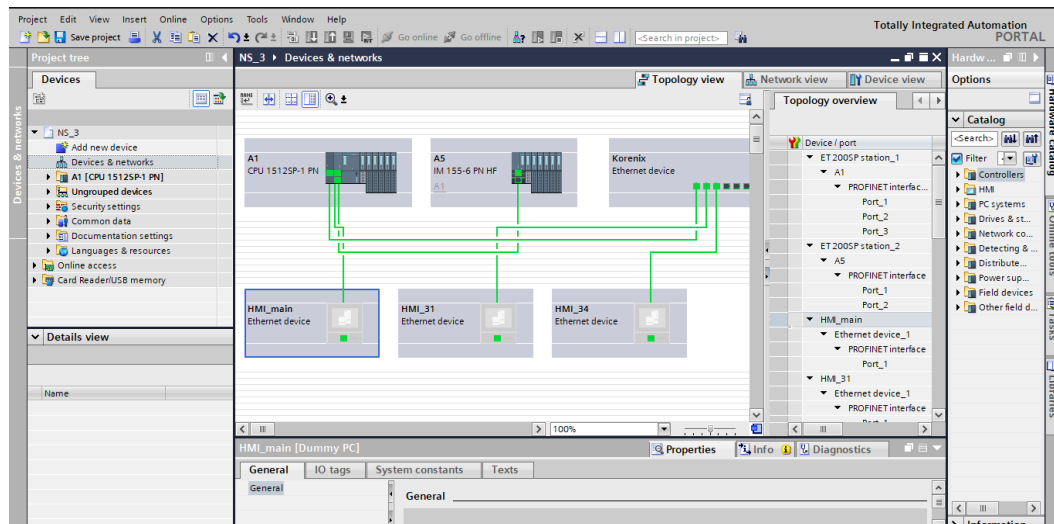 Project Edit View Insert Online Options Tools Window Help
Totally Integrated Automation
PORTAL
Save project
Go online
Go offline
<Search in project>
Project tree
NS_3 Devices & networks
Hardw...
Devices
Topology view
Network view
Device view
Options
Topology overview
Catalog
<Search>
Filter
Controllers
HMI
PC systems
Drives & st...
Network co...
Detecting & ...
Distribute...
Power sup...
Field devices
Other field d...
NS_3
Add new device
Devices & networks
A1 [CPU 1512SP-1 PN]
Ungrouped devices
Security settings
Common data
Documentation settings
Languages & resources
Online access
Card Reader/USB memory
A1
CPU 1512SP-1 PN
A5
IM 155-6 PN HF
A1
Korenix
Ethernet device
HMI_main
Ethernet device
HMI_31
Ethernet device
HMI_34
Ethernet device
Device / port
ET 200SP station_1
A1
PROFINET interfac...
Port_1
Port_2
Port_3
ET 200SP station_2
A5
PROFINET interface
Port_1
Port_2
HMI_main
Ethernet device_1
PROFINET interface
Port_1
HMI_31
Ethernet device_1
PROFINET interface
Details view
Name
100%
HMI_main [Dummy PC]
Properties
Info
Diagnostics
General IO tags System constants Texts
General
General
Devices & networks
Hardware catalog
Online tools
Tasks
Libraries
Information